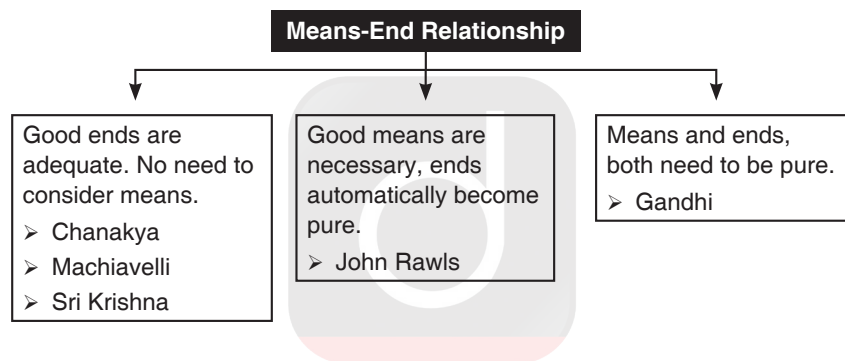 Means-End Relationship
Good ends are
adequate. No need to
consider means.
➢ Chanakya
➢ Machiavelli
➢ Sri Krishna
Good means are
necessary, ends
automatically become
pure.
➢ John Rawls
Means and ends,
both need to be pure.
➢ Gandhi